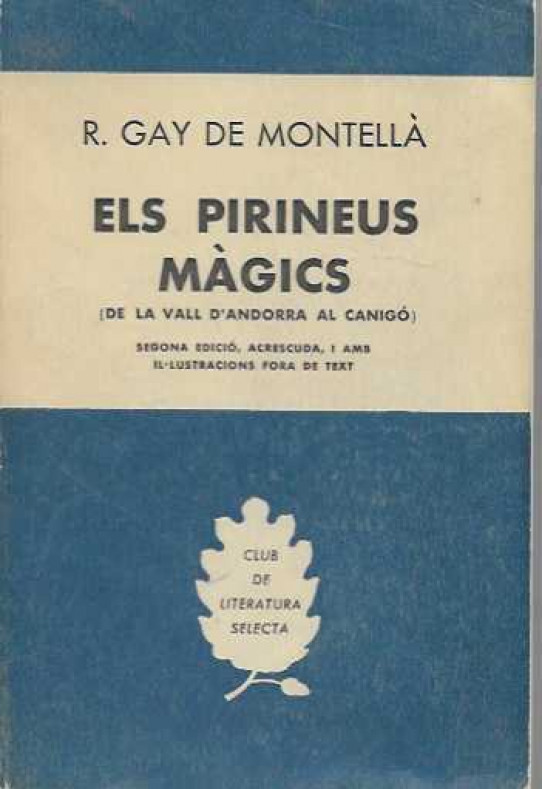 R. GAY DE MONTELLÀ
ELS PIRINEUS
MÀGICS
(DE LA VALL D'ANDORRA AL CANIGÓ)
SEGONA EDICIÓ, ACRESCUDA, I AMB
IL·LUSTRACIONS FORA DE TEXT
CLUB
DE
LITERATURA
SELECTA